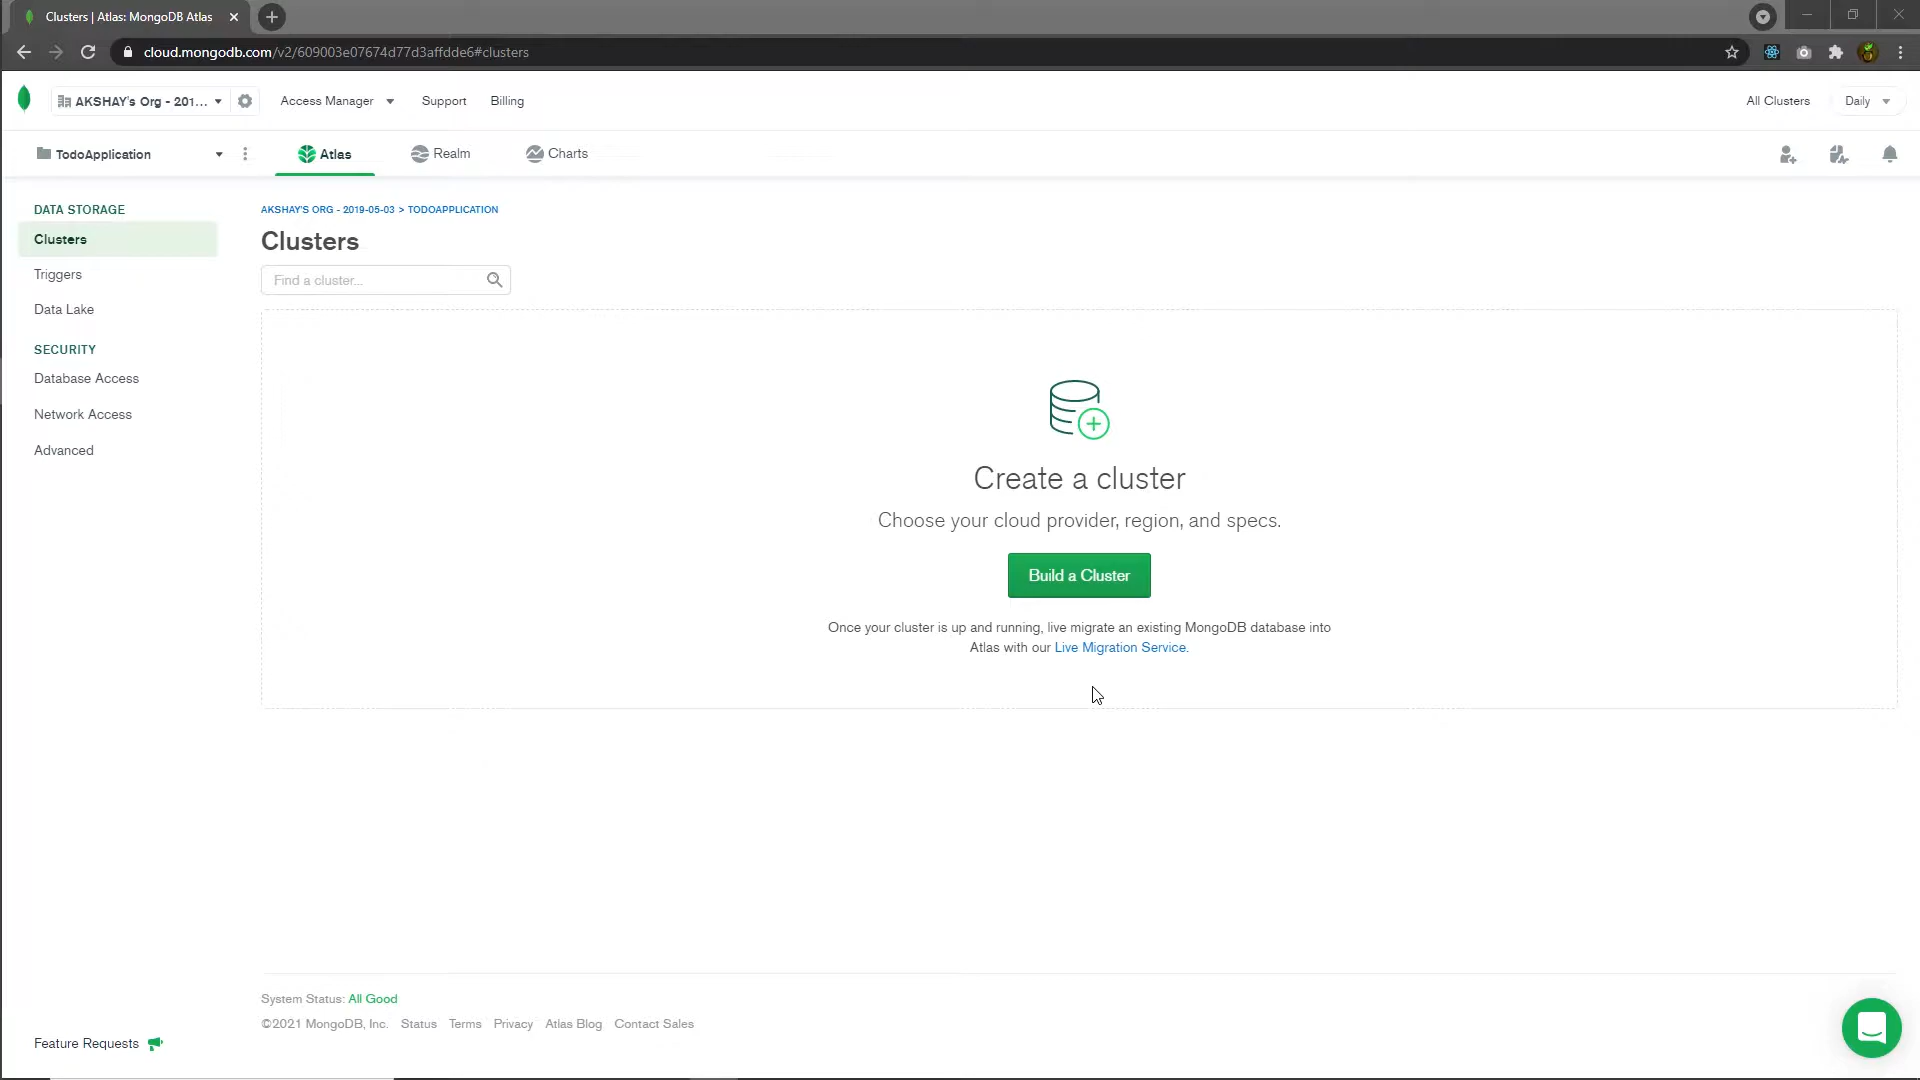 Clusters | Atlas: MongoDB Atlas
cloud.mongodb.com/v2/609003e07674d77d3affdde6#clusters
AKSHAY's Org - 201...
Access Manager
Support
Billing
All Clusters
Daily
TodoApplication
Atlas
Realm
Charts
DATA STORAGE
Clusters
Triggers
Data Lake
SECURITY
Database Access
Network Access
Advanced
AKSHAY'S ORG - 2019-05-03 > TODOAPPLICATION
Clusters
Find a cluster...
Create a cluster
Choose your cloud provider, region, and specs.
Build a Cluster
Once your cluster is up and running, live migrate an existing MongoDB database into
Atlas with our Live Migration Service.
System Status: All Good
©2021 MongoDB, Inc. Status Terms Privacy Atlas Blog Contact Sales
Feature Requests